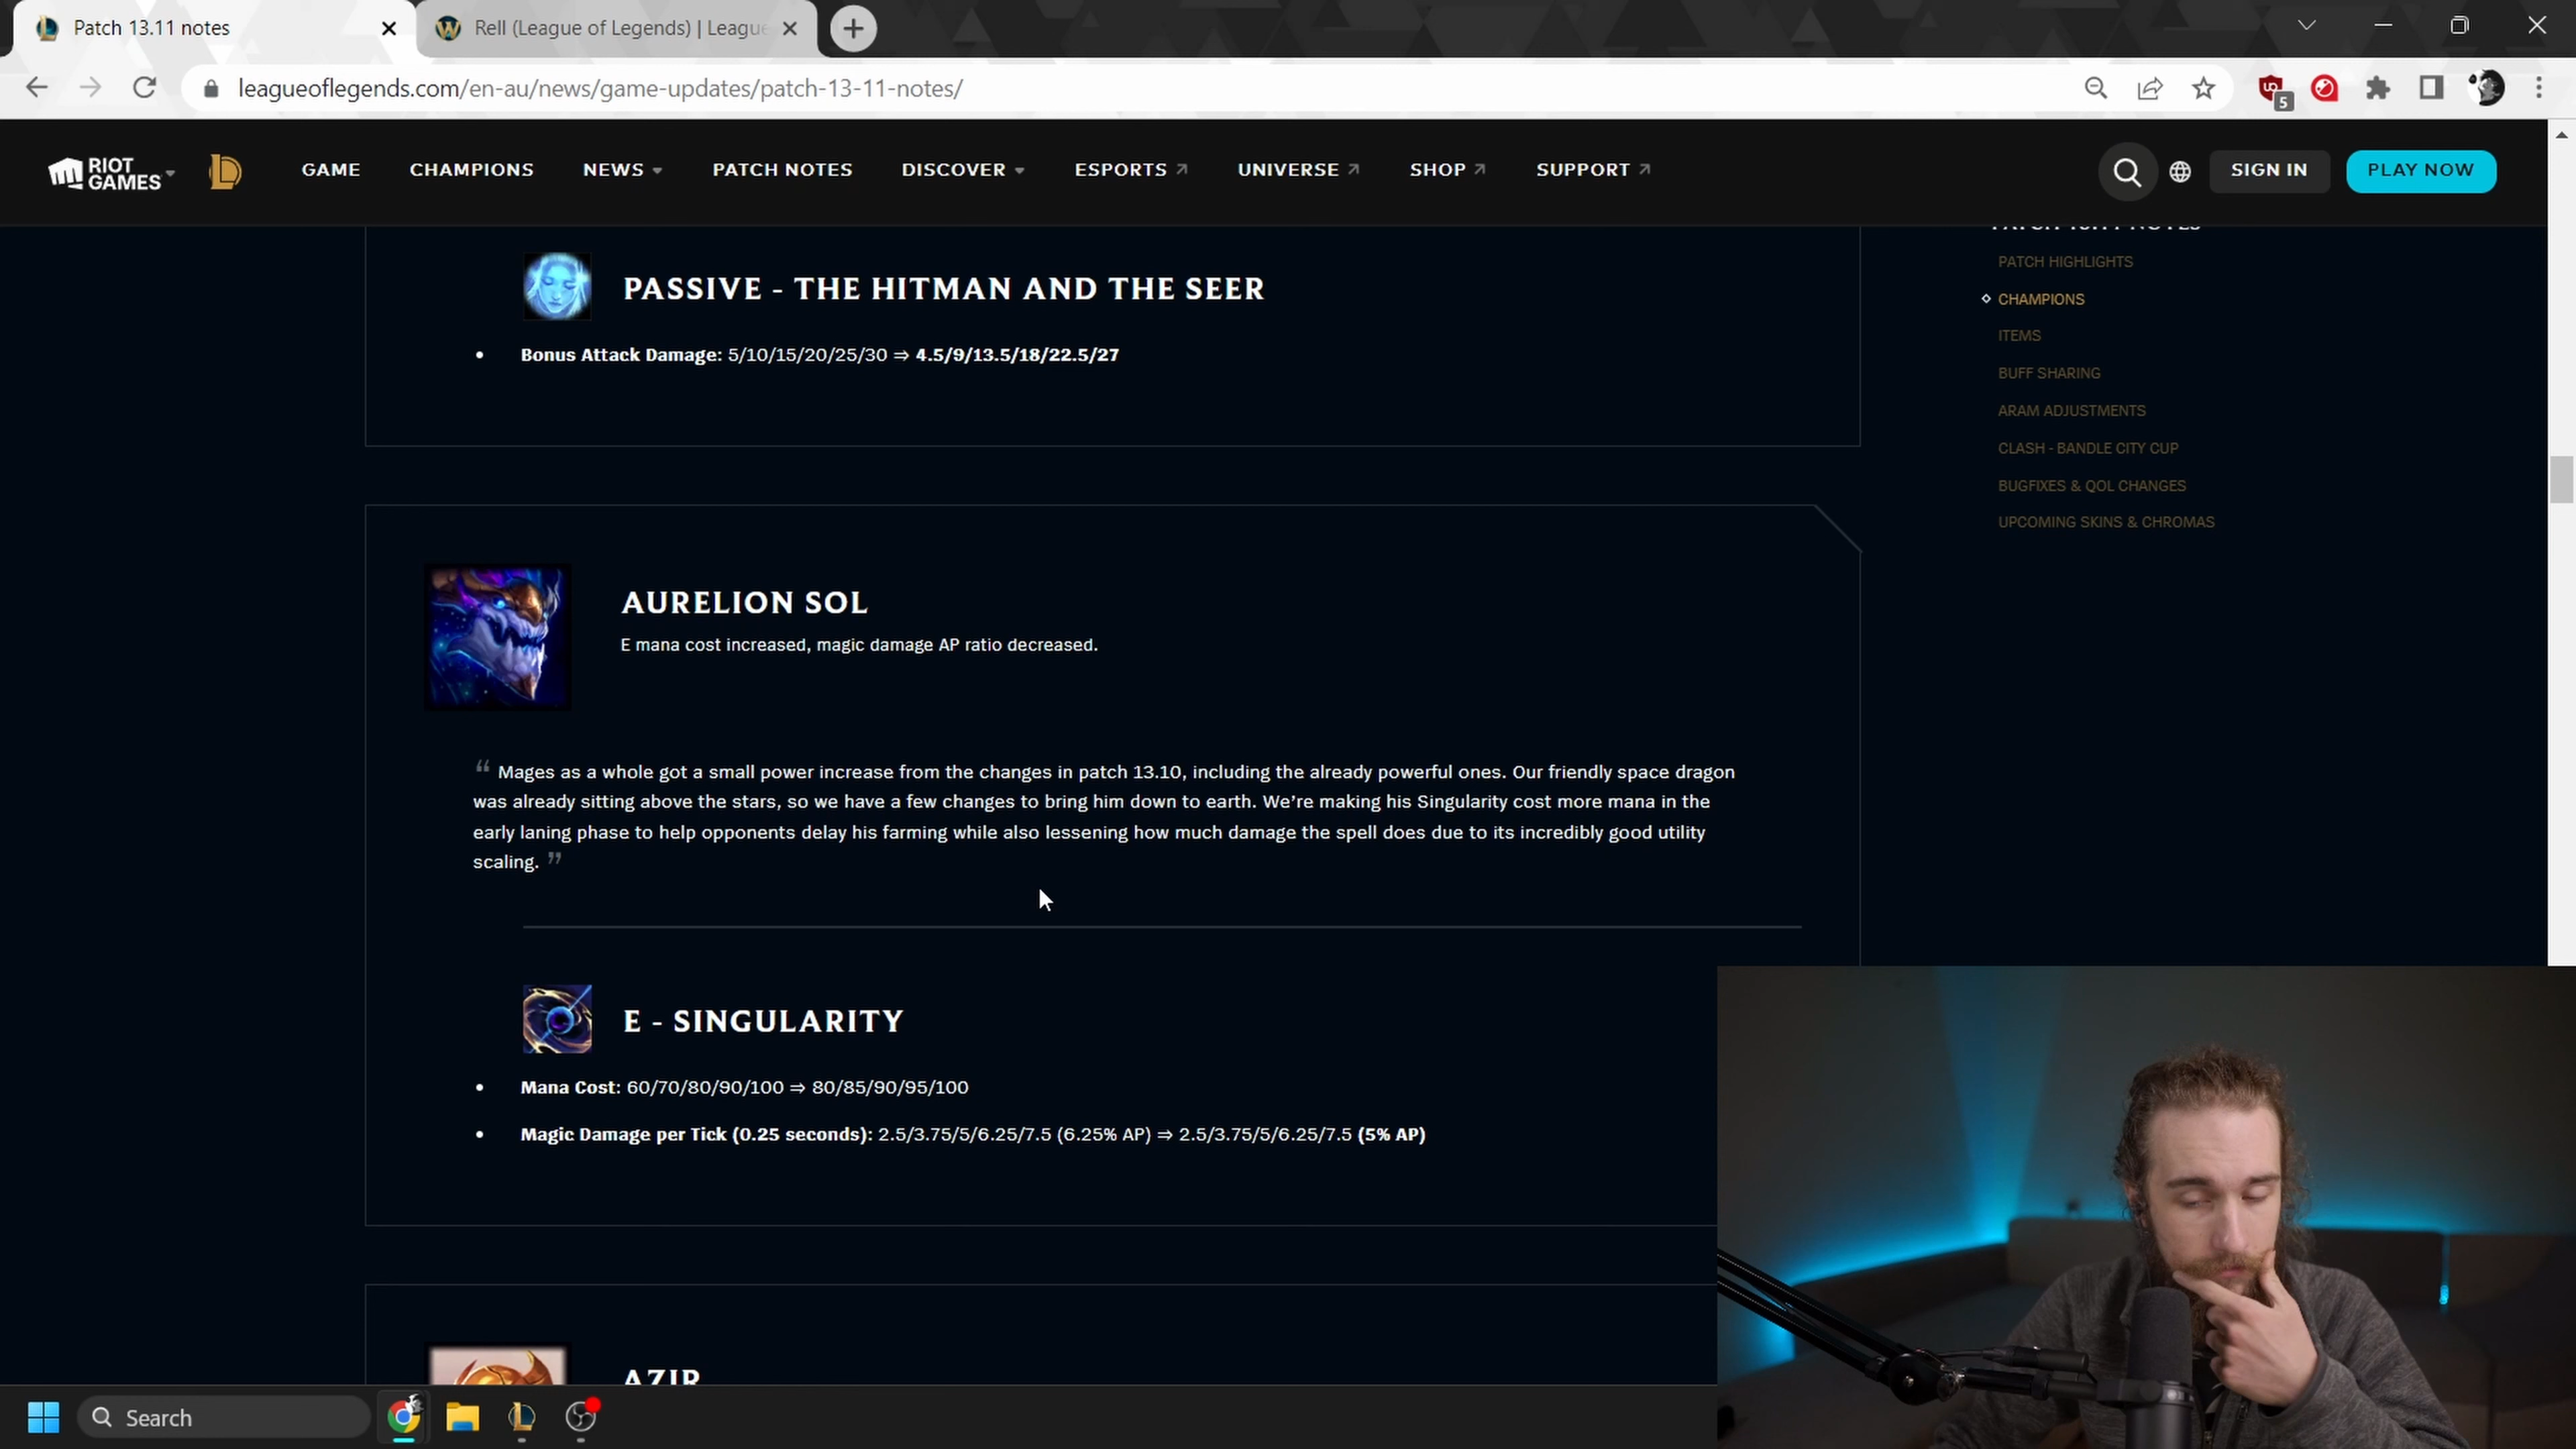 Patch 13.11 notes
Rell (League of Legends) | League
leagueoflegends.com/en-au/news/game-updates/patch-13-11-notes/
5
RIOT GAMES
GAME
CHAMPIONS
NEWS
PATCH NOTES
DISCOVER
ESPORTS
UNIVERSE
SHOP
SUPPORT
SIGN IN
PLAY NOW
PATCH 13.11 NOTES
PATCH HIGHLIGHTS
CHAMPIONS
ITEMS
BUFF SHARING
ARAM ADJUSTMENTS
CLASH - BANDLE CITY CUP
BUGFIXES & QOL CHANGES
UPCOMING SKINS & CHROMAS
PASSIVE - THE HITMAN AND THE SEER
• Bonus Attack Damage: 5/10/15/20/25/30 ⇒ 4.5/9/13.5/18/22.5/27
AURELION SOL
E mana cost increased, magic damage AP ratio decreased.
“ Mages as a whole got a small power increase from the changes in patch 13.10, including the already powerful ones. Our friendly space dragon
was already sitting above the stars, so we have a few changes to bring him down to earth. We’re making his Singularity cost more mana in the
early laning phase to help opponents delay his farming while also lessening how much damage the spell does due to its incredibly good utility
scaling. ”
E - SINGULARITY
• Mana Cost: 60/70/80/90/100 ⇒ 80/85/90/95/100
• Magic Damage per Tick (0.25 seconds): 2.5/3.75/5/6.25/7.5 (6.25% AP) ⇒ 2.5/3.75/5/6.25/7.5 (5% AP)
AZIR
Search